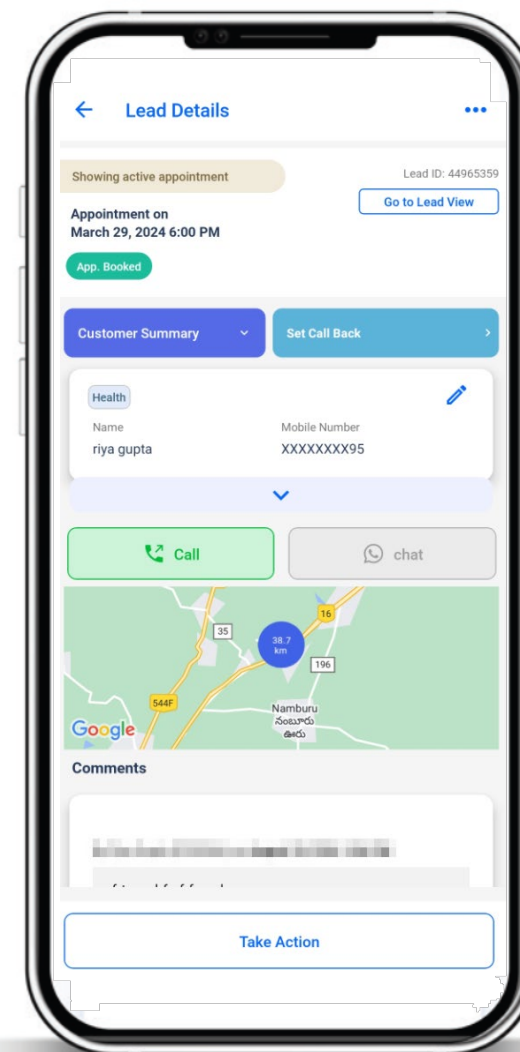 Lead Details
Showing active appointment
Lead ID: 44965359
Go to Lead View
Appointment on
March 29, 2024 6:00 PM
App. Booked
Customer Summary
Set Call Back
Health
Name
Mobile Number
riya gupta
XXXXXXXX95
Call
chat
16
35
38.7
km
196
544F
Namburu
నంబూరు
ఊరు
Google
Comments
Take Action